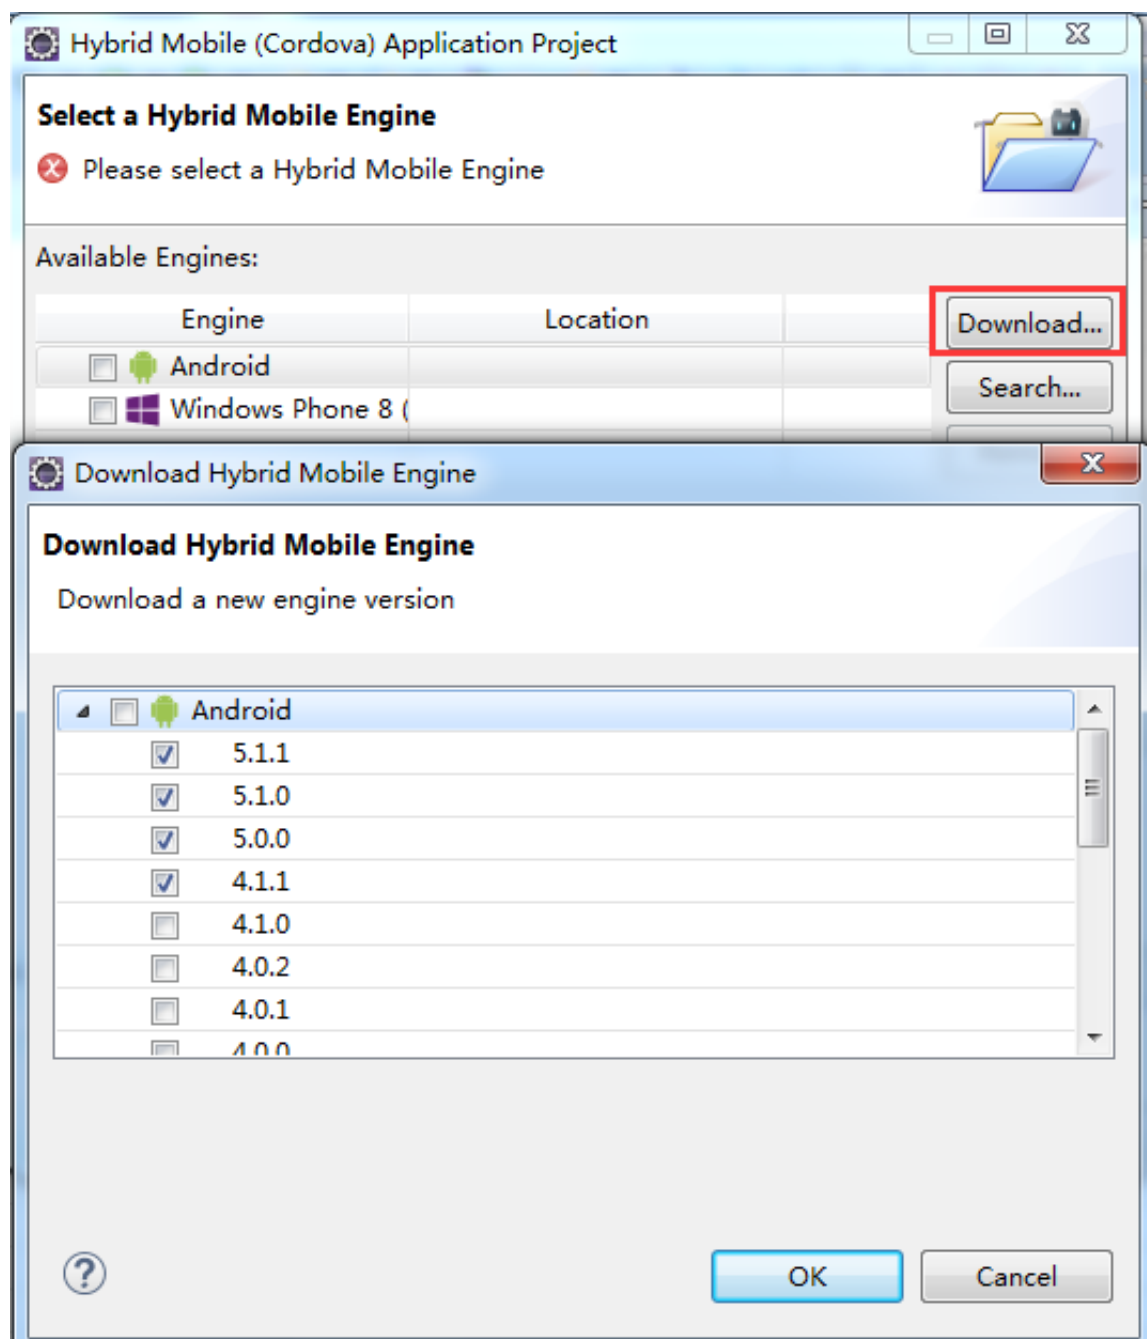 Hybrid Mobile (Cordova) Application Project
Select a Hybrid Mobile Engine
Please select a Hybrid Mobile Engine
Available Engines:
Engine Location
Download...
Android
Search...
Windows Phone 8 (
Download Hybrid Mobile Engine
Download Hybrid Mobile Engine
Download a new engine version
Android
5.1.1
5.1.0
5.0.0
4.1.1
4.1.0
4.0.2
4.0.1
4.0.0
OK Cancel